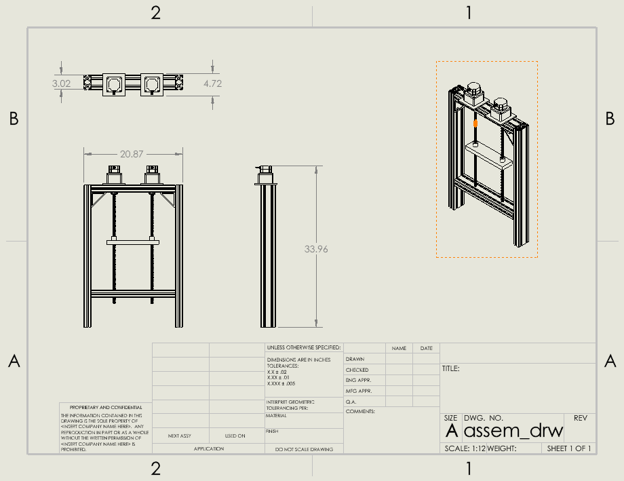 2
1
3.02
4.72
B
B
20.87
33.96
A
A
UNLESS OTHERWISE SPECIFIED:
NAME
DATE
DIMENSIONS ARE IN INCHES
TOLERANCES:
X.X ± .02
X.XX ± .01
X.XXX ± .005
DRAWN
CHECKED
ENG APPR.
MFG APPR.
Q.A.
COMMENTS:
TITLE:
INTERPRET GEOMETRIC
TOLERANCING PER:
MATERIAL
FINISH
PROPRIETARY AND CONFIDENTIAL
THE INFORMATION CONTAINED IN THIS
DRAWING IS THE SOLE PROPERTY OF
<INSERT COMPANY NAME HERE>. ANY
REPRODUCTION IN PART OR AS A WHOLE
WITHOUT THE WRITTEN PERMISSION OF
<INSERT COMPANY NAME HERE> IS
PROHIBITED.
NEXT ASSY
USED ON
APPLICATION
DO NOT SCALE DRAWING
SIZE
DWG. NO.
REV
A
assem_drw
SCALE: 1:12
WEIGHT:
SHEET 1 OF 1
2
1